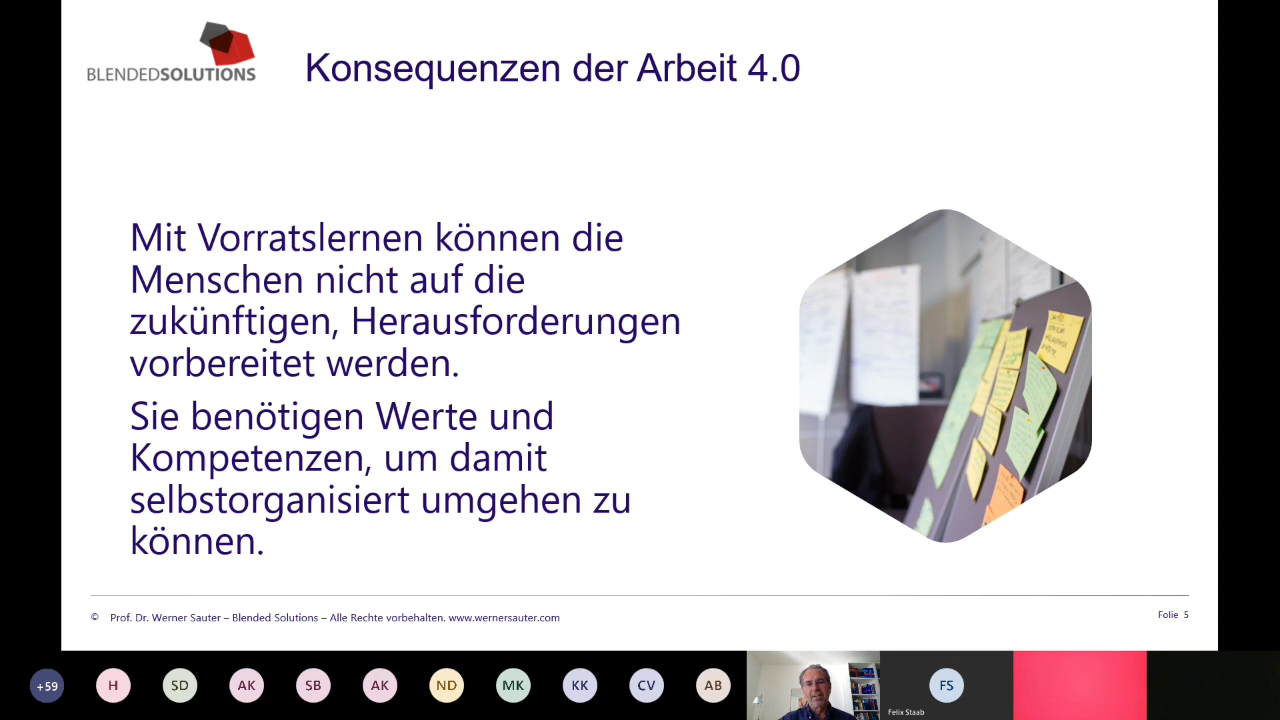 BLENDEDSOLUTIONS
Konsequenzen der Arbeit 4.0
Mit Vorratslernen können die
Menschen nicht auf die
zukünftigen, Herausforderungen
vorbereitet werden.
Sie benötigen Werte und
Kompetenzen, um damit
selbstorganisiert umgehen zu
können.
© Prof. Dr. Werner Sauter – Blended Solutions – Alle Rechte vorbehalten. www.wernersauter.com
Folie 5
+59 H SD AK SB AK ND MK KK CV AB FS
Felix Staab